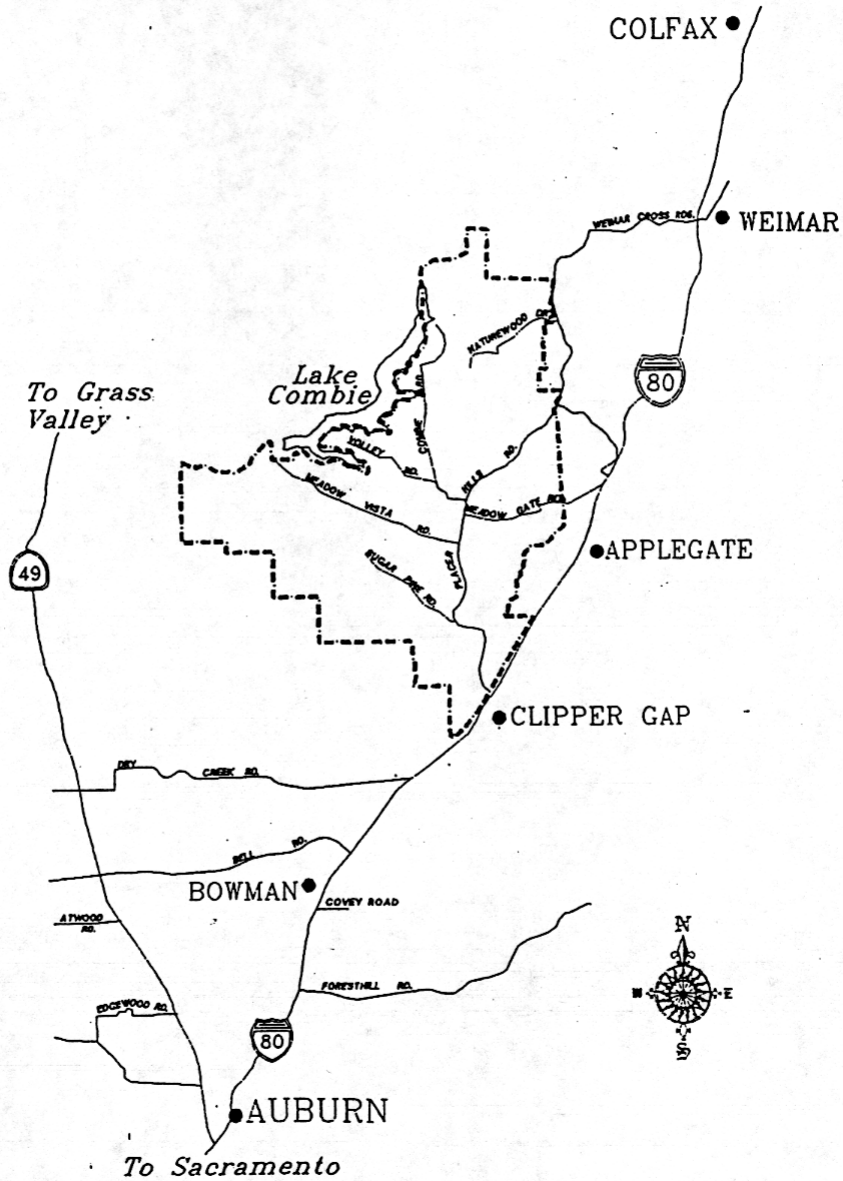 COLFAX
WEIMAR CROSS RDS.
WEIMAR
NATUREWOOD DR.
80
Lake
Combie
To Grass
Valley
COMBIE
RD.
VOLLEY
RD.
HILLS RD.
MEADOW GATE RD.
MEADOW VISTA RD.
PLACER
SUGAR PINE RD.
APPLEGATE
49
CLIPPER GAP
DRY CREEK RD.
BELL RD.
BOWMAN
COVEY ROAD
ATWOOD
RD.
FORESTHILL RD.
N
W E
S
EDGEWOOD RD.
80
AUBURN
To Sacramento